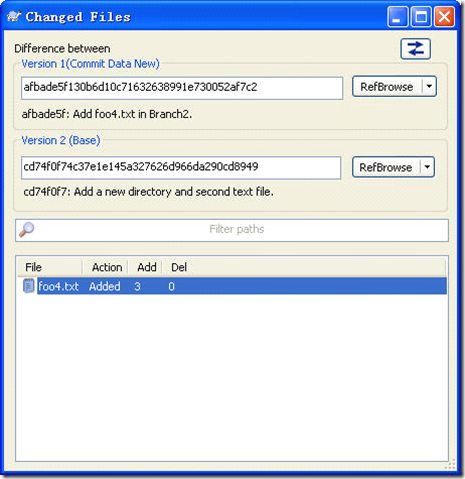 Changed Files
Difference between
Version 1(Commit Data New)
afbade5f130b6d10c71632638991e730052af7c2
RefBrowse
afbade5f: Add foo4.txt in Branch2.
Version 2 (Base)
cd74f0f74c37e1e145a327626d966da290cd8949
RefBrowse
cd74f0f7: Add a new directory and second text file.
Filter paths
File Action Add Del
foo4.txt Added 3 0